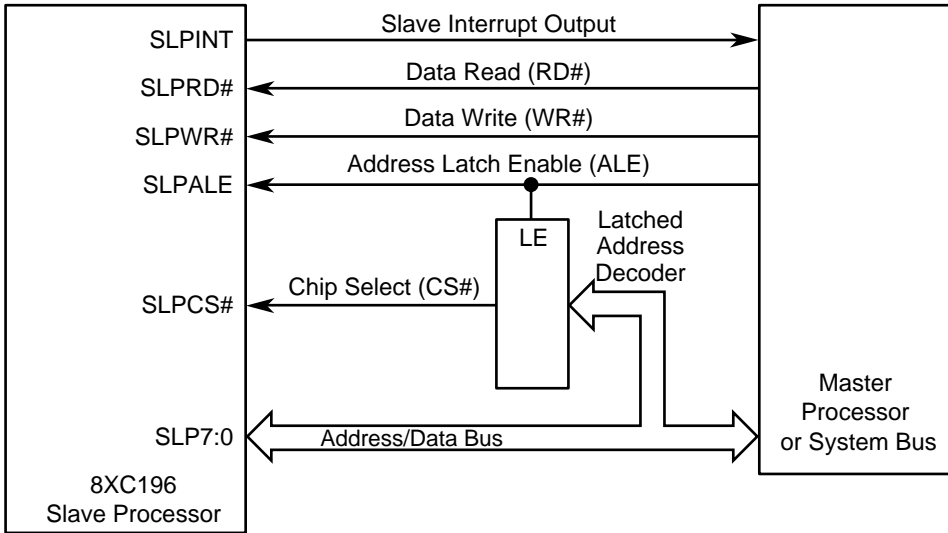 SLPINT
Slave Interrupt Output
SLPRD#
Data Read (RD#)
SLPWR#
Data Write (WR#)
SLPALE
Address Latch Enable (ALE)
LE
Latched
Address
Decoder
SLPCS#
Chip Select (CS#)
SLP7:0
Address/Data Bus
8XC196
Slave Processor
Master
Processor
or System Bus